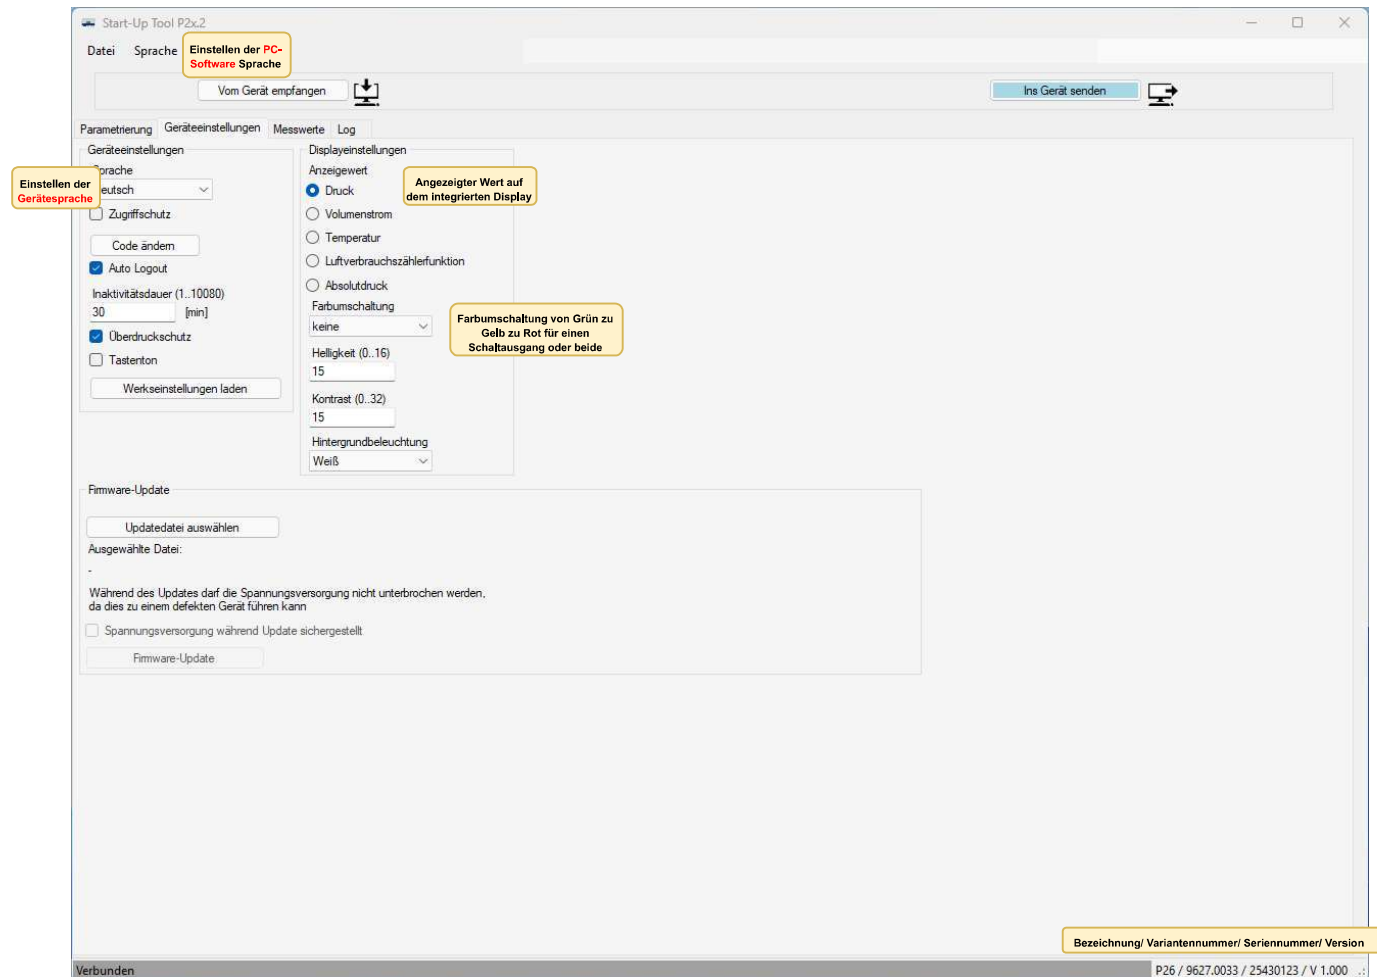 Start-Up Tool P2x.2
Datei Sprache
Einstellen der PC-
Software Sprache
Vom Gerät empfangen
Ins Gerät senden
Parametrierung Geräteeinstellungen Messwerte Log
Geräteeinstellungen
Sprache
Einstellen der
Gerätesprache
eutsch
Zugriffschutz
Code ändern
Auto Logout
Inaktivitätsdauer (1..10080)
30 [min]
Überdruckschutz
Tastenton
Werkseinstellungen laden
Displayeinstellungen
Anzeigewert
Druck
Angezeigter Wert auf
dem integrierten Display
Volumenstrom
Temperatur
Luftverbrauchszählerfunktion
Absolutdruck
Farbumschaltung
keine
Farbumschaltung von Grün zu
Gelb zu Rot für einen
Schaltausgang oder beide
Helligkeit (0..16)
15
Kontrast (0..32)
15
Hintergrundbeleuchtung
Weiß
Firmware-Update
Updatedatei auswählen
Ausgewählte Datei:
-
Während des Updates darf die Spannungsversorgung nicht unterbrochen werden,
da dies zu einem defekten Gerät führen kann
Spannungsversorgung während Update sichergestellt
Firmware-Update
Bezeichnung/ Variantennummer/ Seriennummer/ Version
Verbunden
P26 / 9627.0033 / 25430123 / V 1.000